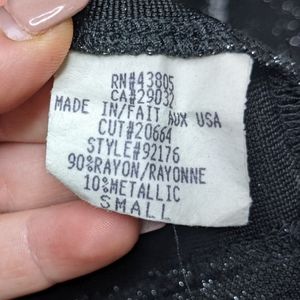 RN#43805
CA#29032
MADE IN/FAIT AUX USA
CUT#20664
STYLE#92176
90%RAYON/RAYONNE
10%METALLIC
SMALL